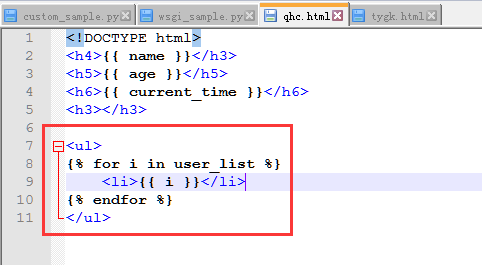 custom_sample.py wsgi_sample.py qhc.html tygk.html
1 <!DOCTYPE html>
2 <h4>{{ name }}</h3>
3 <h5>{{ age }}</h5>
4 <h6>{{ current_time }}</h6>
5 <h3></h3>
6
7 <ul>
8 {% for i in user_list %}
9 <li>{{ i }}</li>
10 {% endfor %}
11 </ul>